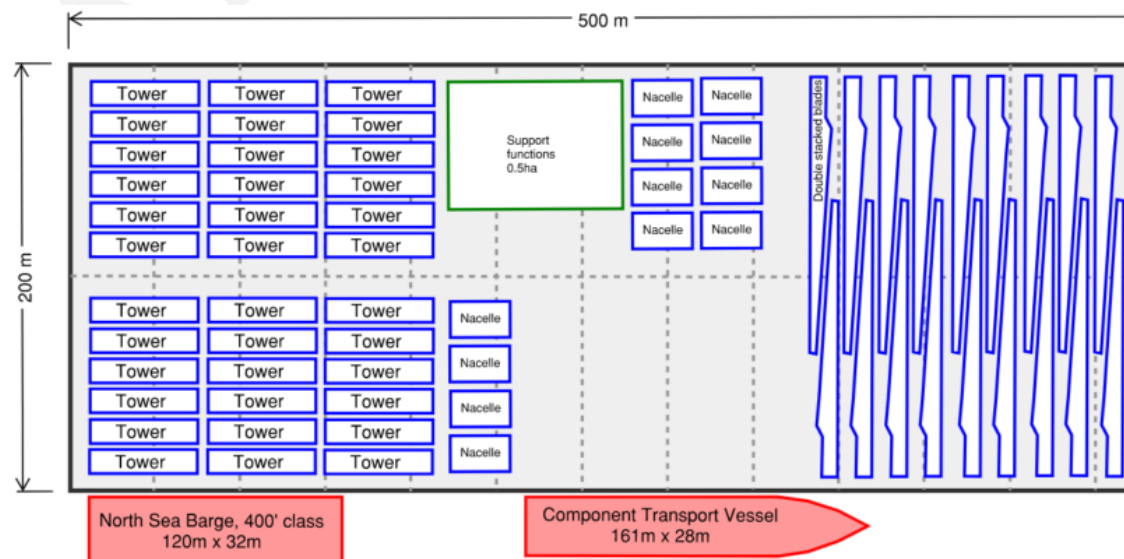 500 m
200 m
Tower Tower Tower
Tower Tower Tower
Tower Tower Tower
Tower Tower Tower
Tower Tower Tower
Tower Tower Tower
Support
functions
0.5ha
Nacelle Nacelle
Nacelle Nacelle
Nacelle Nacelle
Nacelle Nacelle
Double stacked blades
Tower Tower Tower
Tower Tower Tower
Tower Tower Tower
Tower Tower Tower
Tower Tower Tower
Tower Tower Tower
Nacelle
Nacelle
Nacelle
Nacelle
North Sea Barge, 400' class
120m x 32m
Component Transport Vessel
161m x 28m